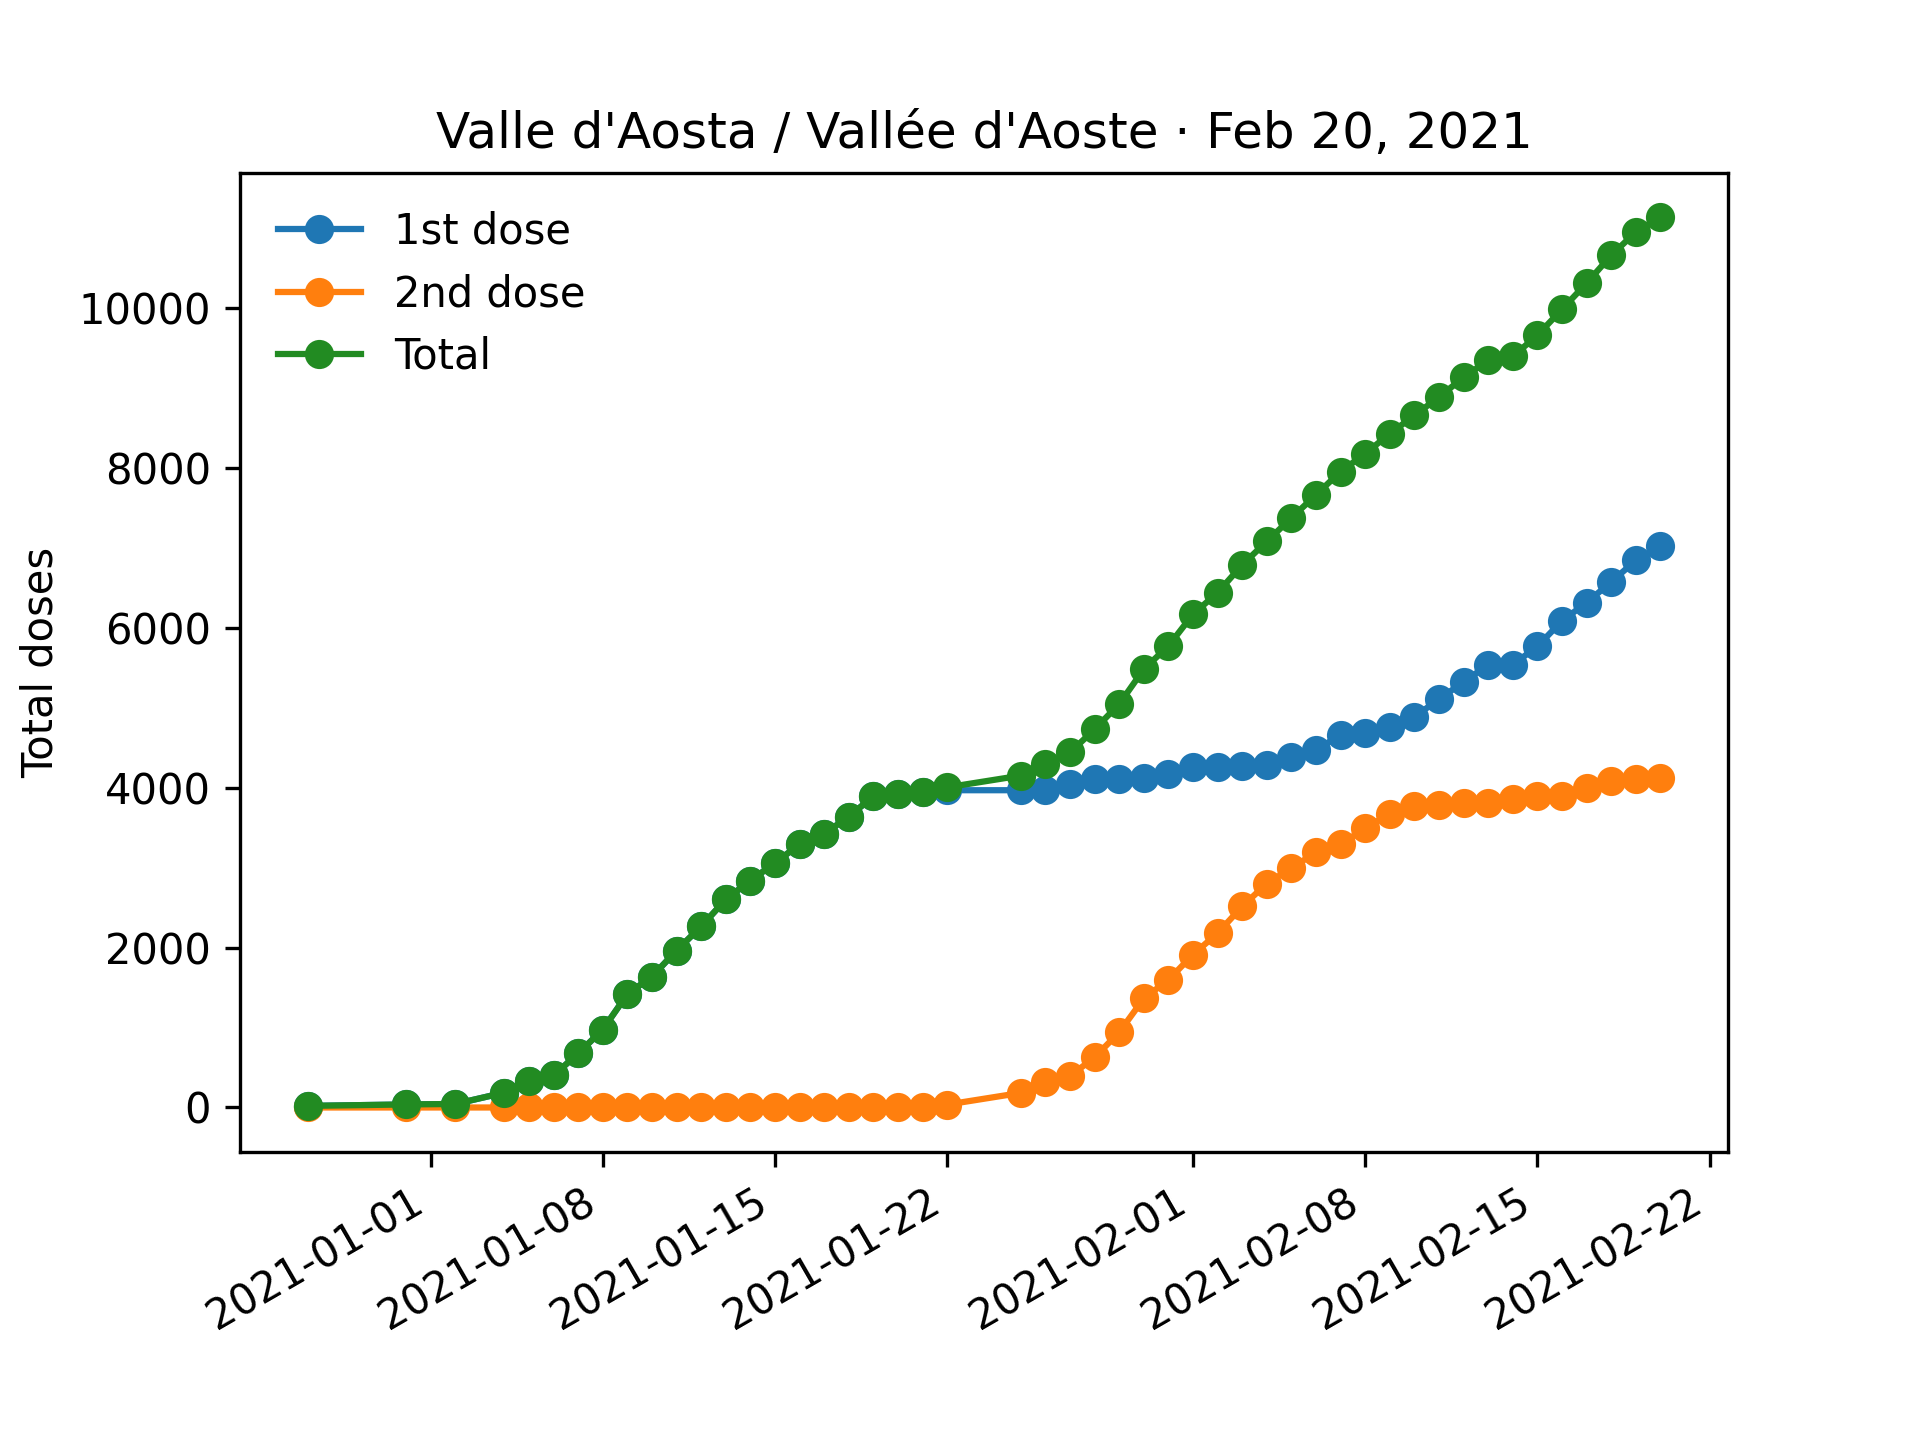 Valle d'Aosta / Vallée d'Aoste · Feb 20, 2021
1st dose
2nd dose
Total
Total doses
10000
8000
6000
4000
2000
0
2021-01-01
2021-01-08
2021-01-15
2021-01-22
2021-02-01
2021-02-08
2021-02-15
2021-02-22